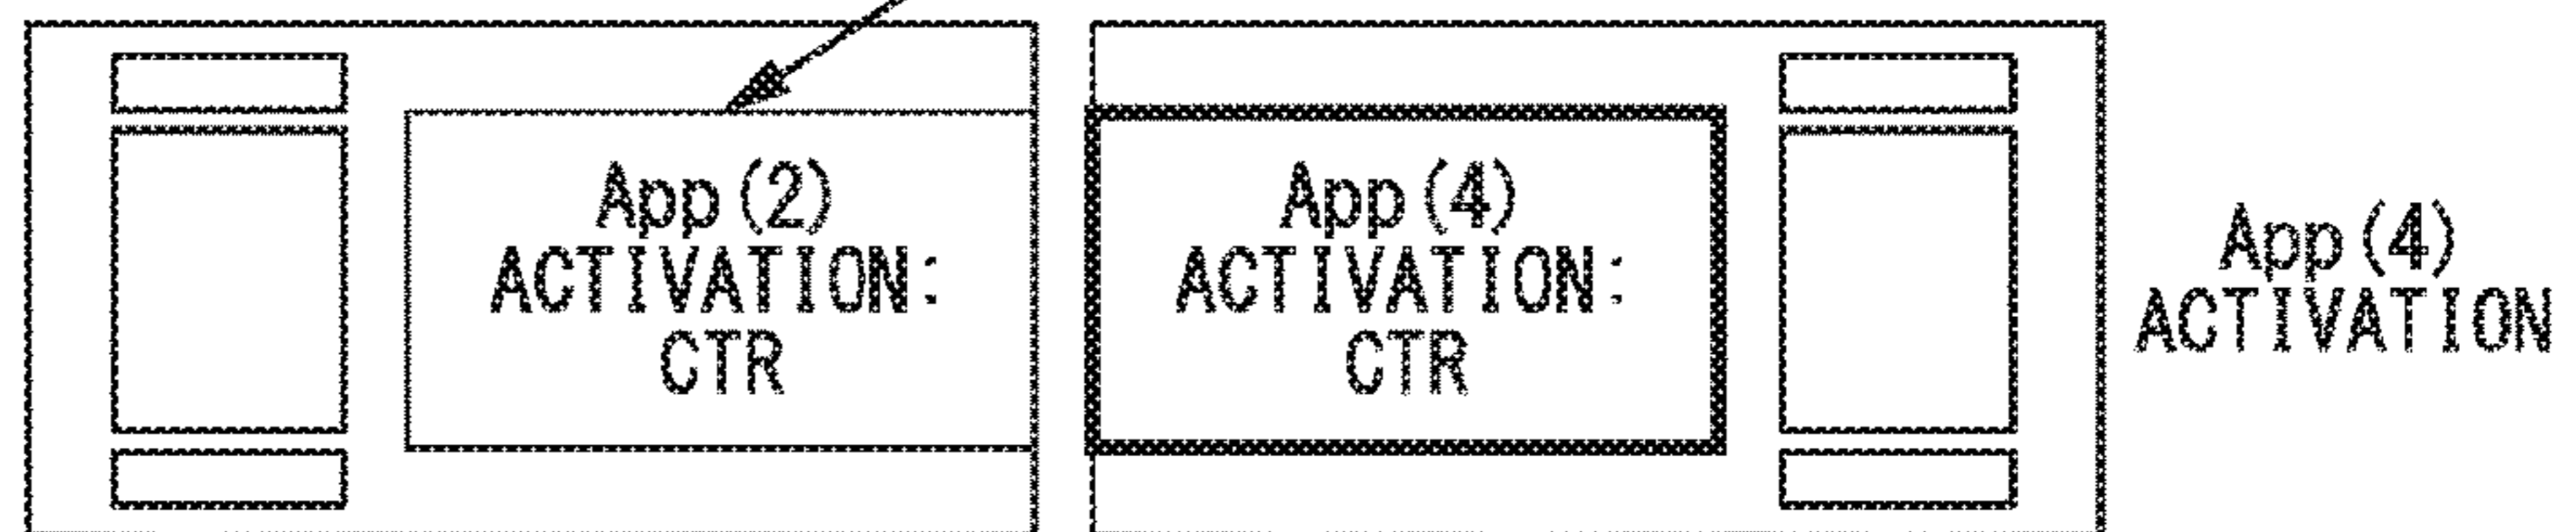 App(2)
ACTIVATION:
CTR
App(4)
ACTIVATION:
CTR
App(4)
ACTIVATION